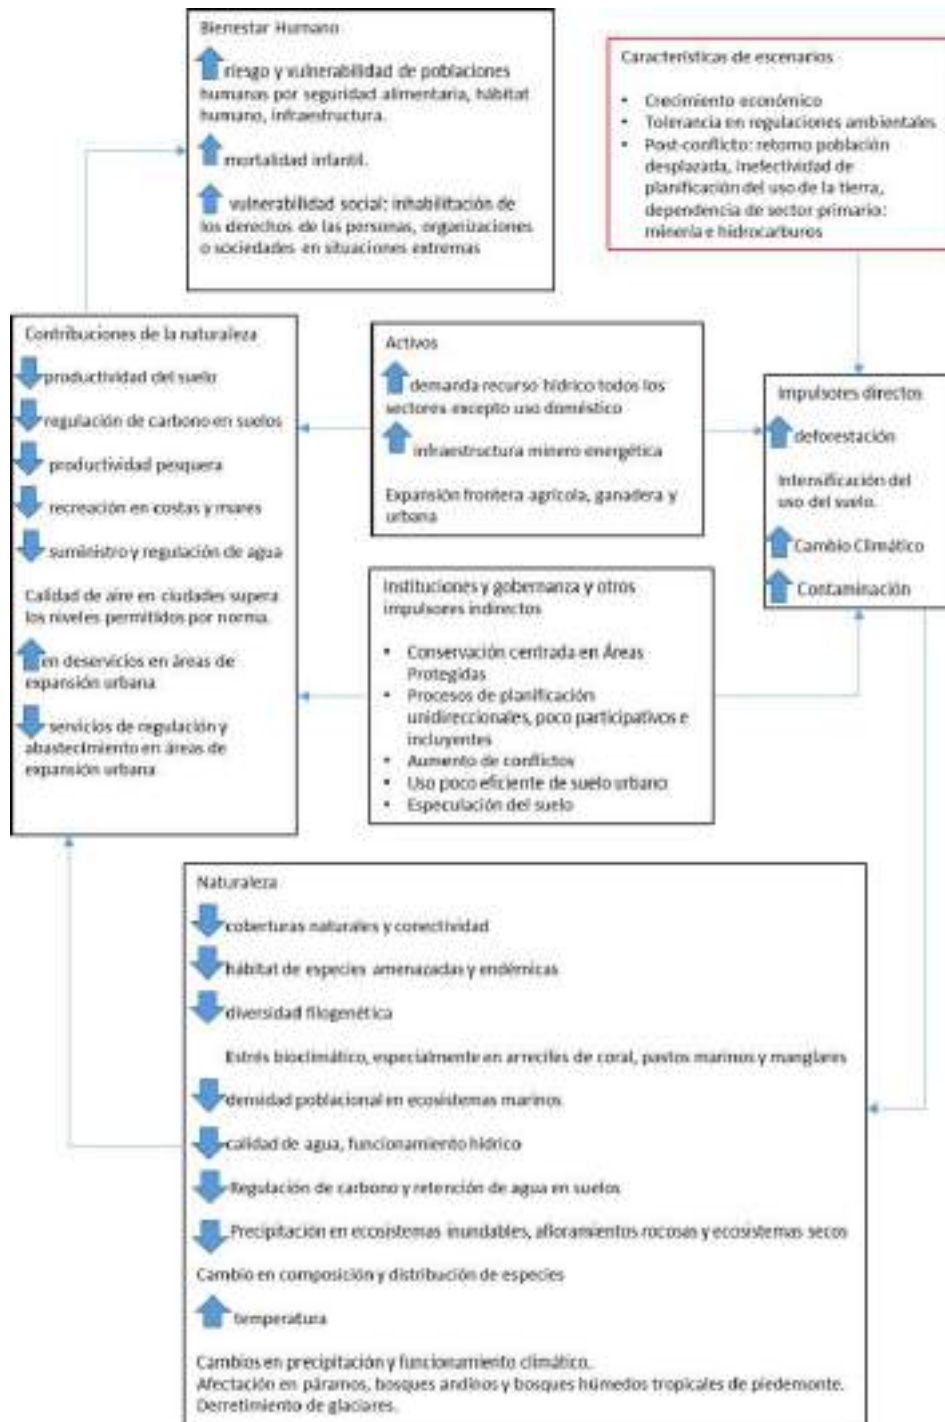 Bienestar Humano
riesgo y vulnerabilidad de poblaciones
humanas por seguridad alimentaria, hábitat
humano, infraestructura.
mortalidad infantil.
vulnerabilidad social: inhabilitación de
los derechos de las personas, organizaciones
o sociedades en situaciones extremas
Características de escenarios
• Crecimiento económico
• Tolerancia en regulaciones ambientales
• Post-conflicto: retorno población
desplazada, inefectividad de
planificación del uso de la tierra,
dependencia de sector primario:
minería e hidrocarburos
Contribuciones de la naturaleza
productividad del suelo
regulación de carbono en suelos
productividad pesquera
recreación en costas y mares
suministro y regulación de agua
Calidad de aire en ciudades supera
los niveles permitidos por norma.
en deservicios en áreas de
expansión urbana
servicios de regulación y
abastecimiento en áreas de
expansión urbana
Activos
demanda recurso hídrico todos los
sectores excepto uso doméstico
infraestructura minero energética
Expansión frontera agrícola, ganadera y
urbana
Impulsores directos
deforestación
Intensificación del
uso del suelo.
Cambio Climático
Contaminación
Instituciones y gobernanza y otros
impulsores indirectos
• Conservación centrada en Áreas
Protegidas
• Procesos de planificación
unidireccionales, poco participativos e
incluyentes
• Aumento de conflictos
• Uso poco eficiente de suelo urbano
• Especulación del suelo
Naturaleza
coberturas naturales y conectividad
hábitat de especies amenazadas y endémicas
diversidad filogenética
Estrés bioclimático, especialmente en arrecifes de coral, pastos marinos y manglares
densidad poblacional en ecosistemas marinos
calidad de agua, funcionamiento hídrico
Regulación de carbono y retención de agua en suelos
Precipitación en ecosistemas inundables, afloramientos rocosas y ecosistemas secos
Cambio en composición y distribución de especies
temperatura
Cambios en precipitación y funcionamiento climático.
Afectación en páramos, bosques andinos y bosques húmedos tropicales de piedemonte.
Derretimiento de glaciares.